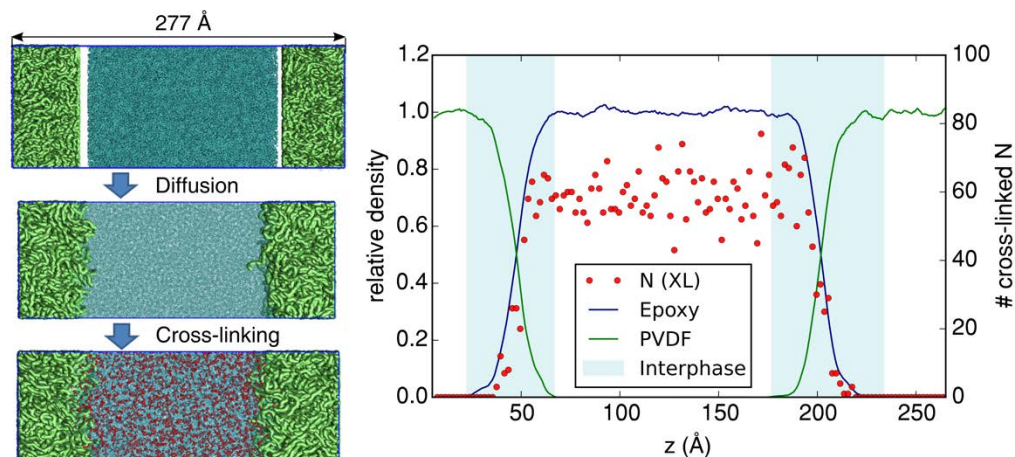 277 Å
Diffusion
Cross-linking
relative density
1.2
1.0
0.8
0.6
0.4
0.2
0.0
N (XL)
Epoxy
PVDF
Interphase
50 100 150 200 250
z (Å)
100
80
60
40
20
0
# cross-linked N